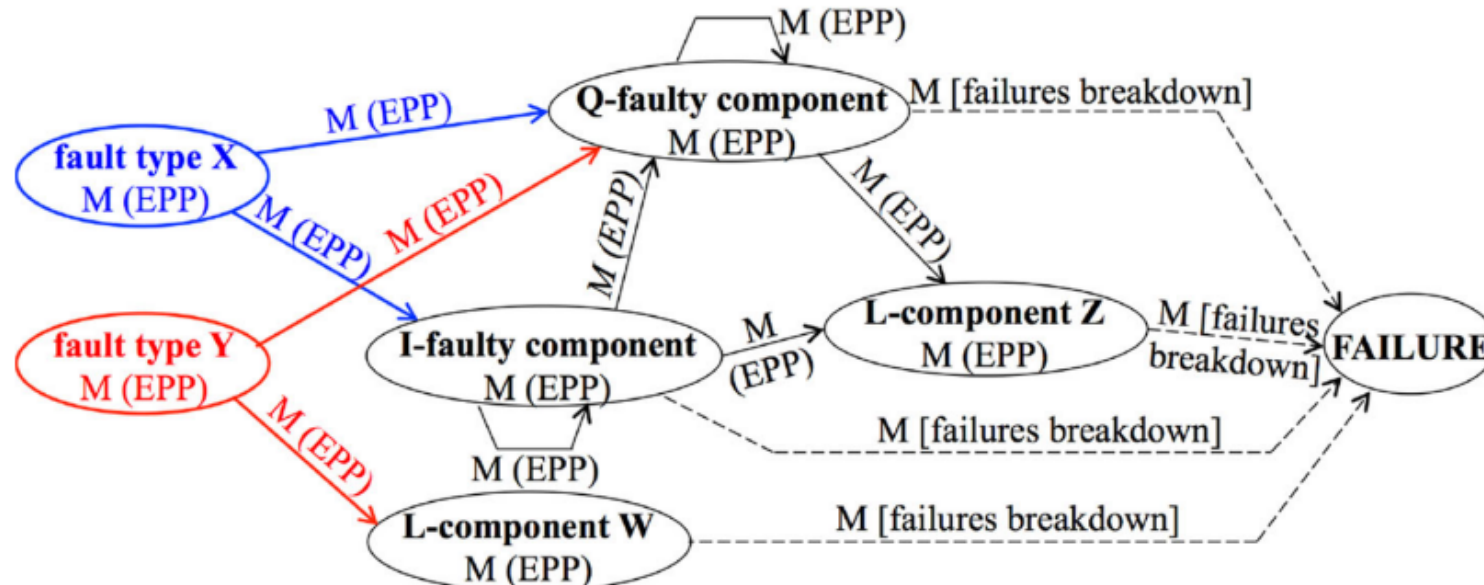 M (EPP)
Q-faulty component
M (EPP)
M [failures breakdown]
M (EPP)
fault type X
M (EPP)
M (EPP)
M (EPP)
M (EPP)
M (EPP)
fault type Y
M (EPP)
I-faulty component
M (EPP)
M
(EPP)
L-component Z
M (EPP)
M [failures
breakdown]
FAILURE
M [failures breakdown]
M (EPP)
M (EPP)
L-component W
M (EPP)
M [failures breakdown]